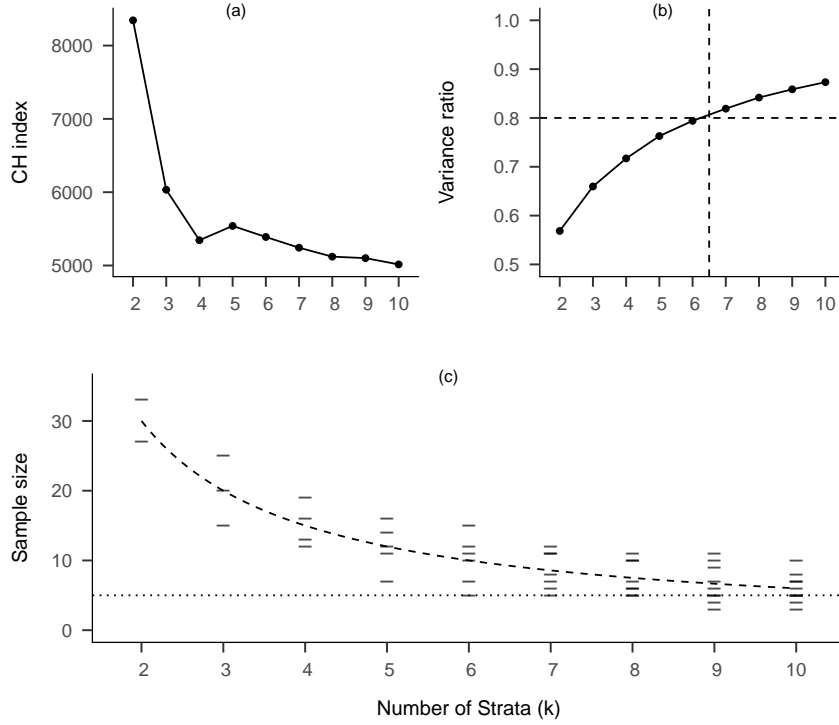 (a)
CH index
8000
7000
6000
5000
2 3 4 5 6 7 8 9 10
(b)
Variance ratio
1.0
0.9
0.8
0.7
0.6
0.5
2 3 4 5 6 7 8 9 10
(c)
Sample size
30
20
10
0
2 3 4 5 6 7 8 9 10
Number of Strata (k)